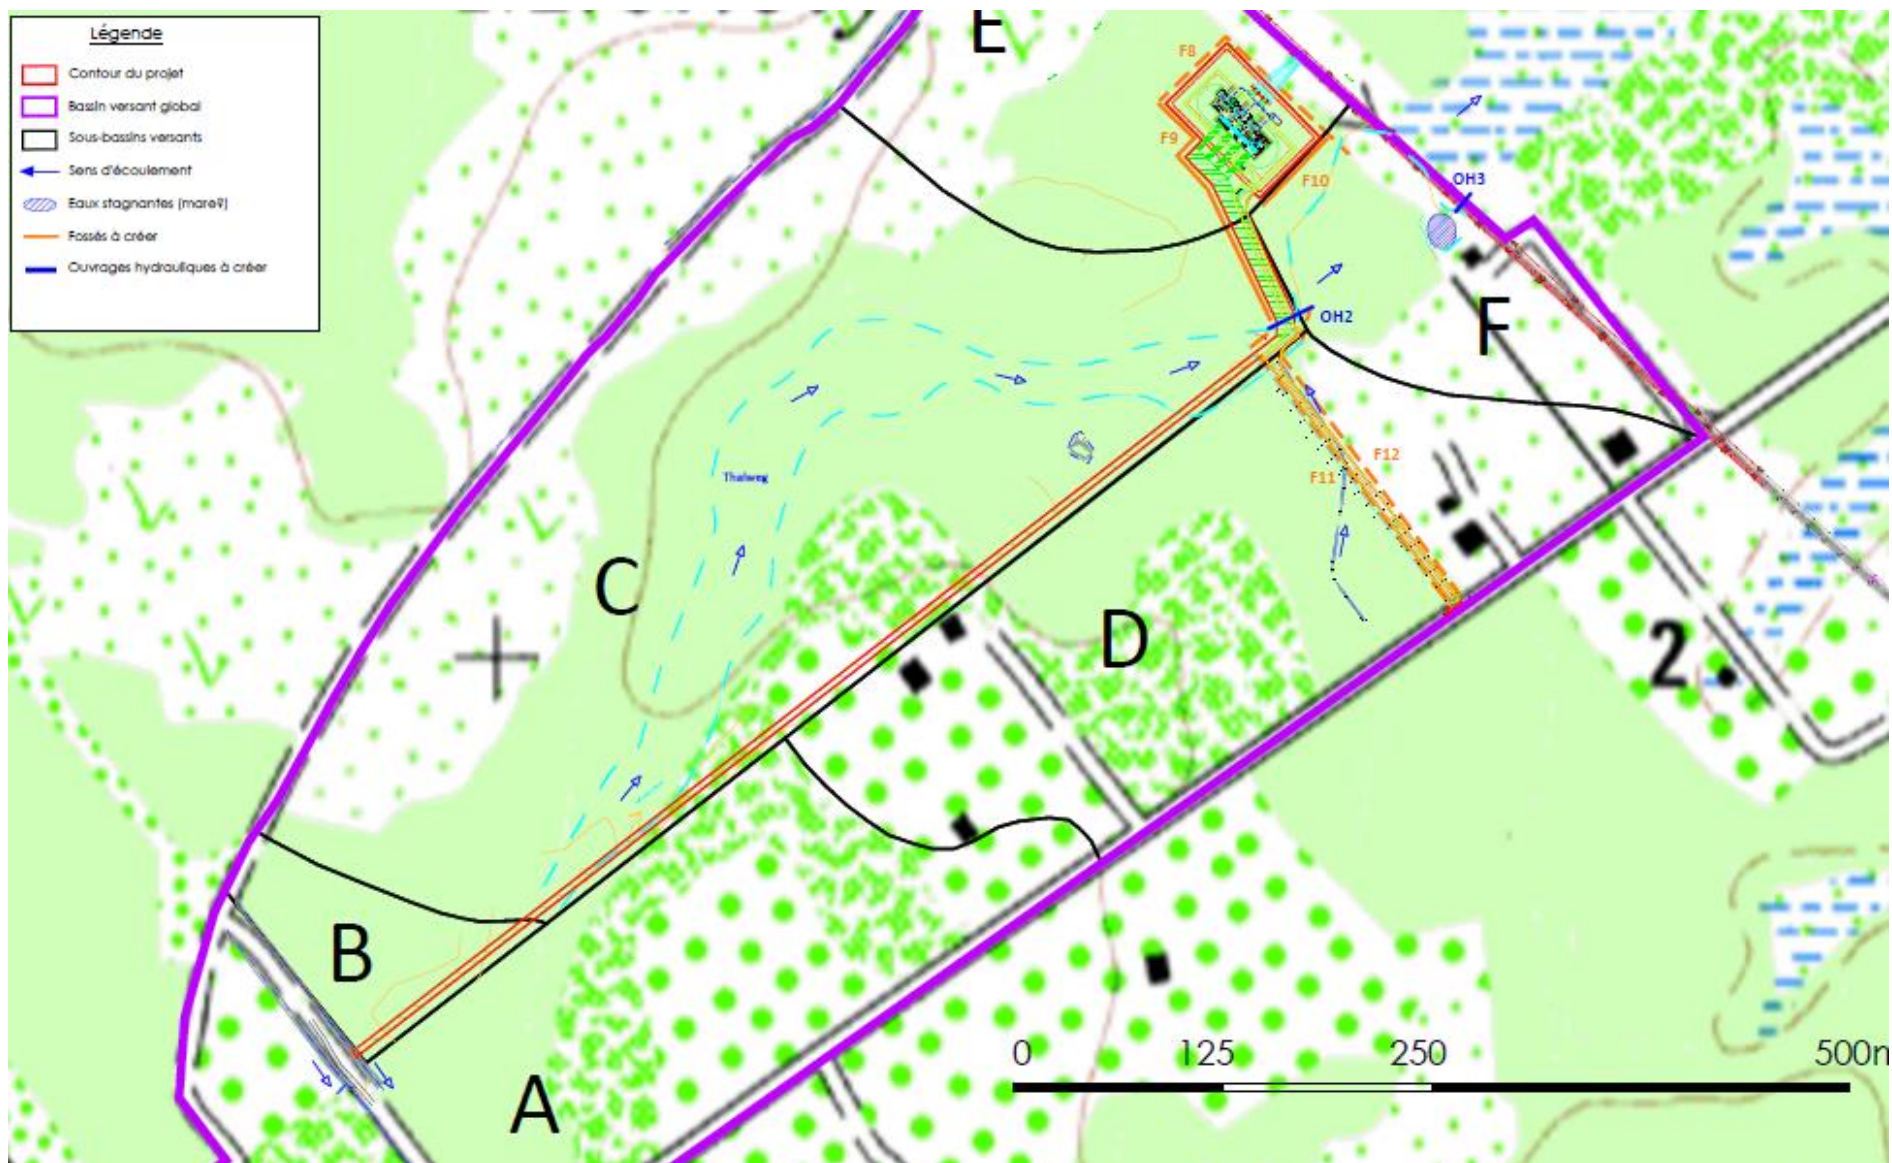 Légende
Contour du projet
Bassin versant global
Sous-bassins versants
Sens d'écoulement
Eaux stagnantes (mare?)
Fossés à créer
Ouvrages hydrauliques à créer
E
F8
F9
F10
OH3
OH2
F
F12
F11
Thalweg
C
D
2
B
A
0 125 250 500m